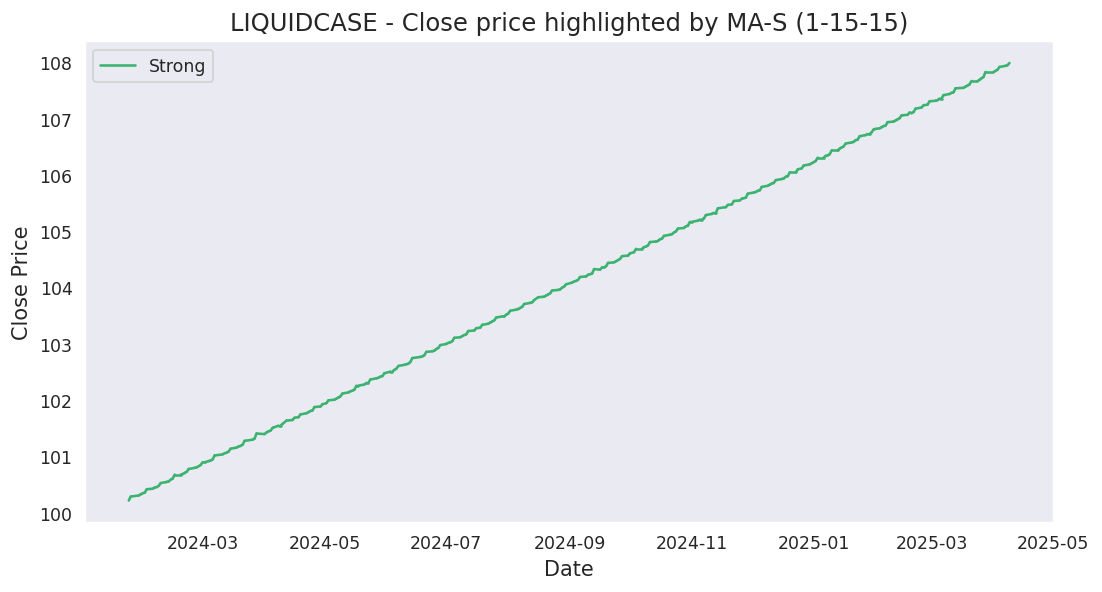 LIQUIDCASE - Close price highlighted by MA-S (1-15-15)
Strong
108
107
106
105
104
103
102
101
100
Close Price
2024-03 2024-05 2024-07 2024-09 2024-11 2025-01 2025-03 2025-05
Date